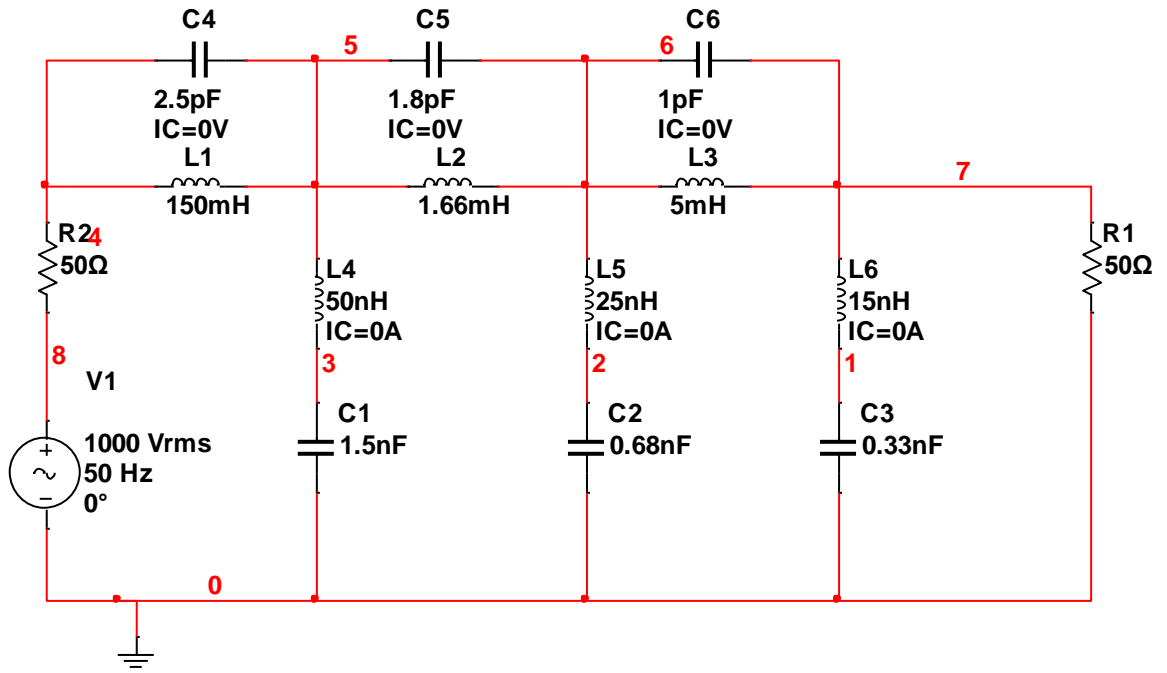 C4
2.5pF
IC=0V
5
C5
1.8pF
IC=0V
6
C6
1pF
IC=0V
L1
150mH
L2
1.66mH
L3
5mH
7
R2
4
50Ω
L4
50nH
IC=0A
L5
25nH
IC=0A
L6
15nH
IC=0A
R1
50Ω
8
3
2
1
V1
1000 Vrms
50 Hz
0°
C1
1.5nF
C2
0.68nF
C3
0.33nF
0